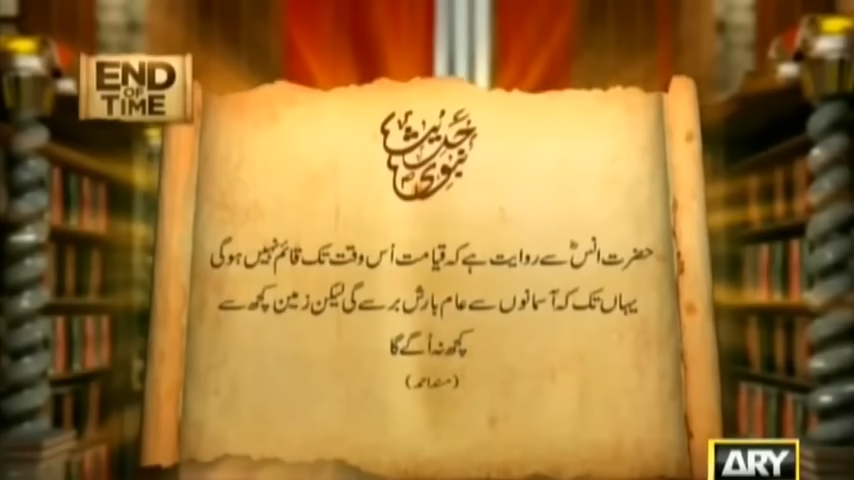 END
OF
TIME
حدیث نبویؐ
حضرت انسؓ سے روایت ہے کہ قیامت اُس وقت تک قائم نہیں ہوگی
یہاں تک کہ آسمانوں سے عام بارش برسے گی لیکن زمین کچھ سے
کچھ نہ اُگے گا
(مسند احمد)
ARY